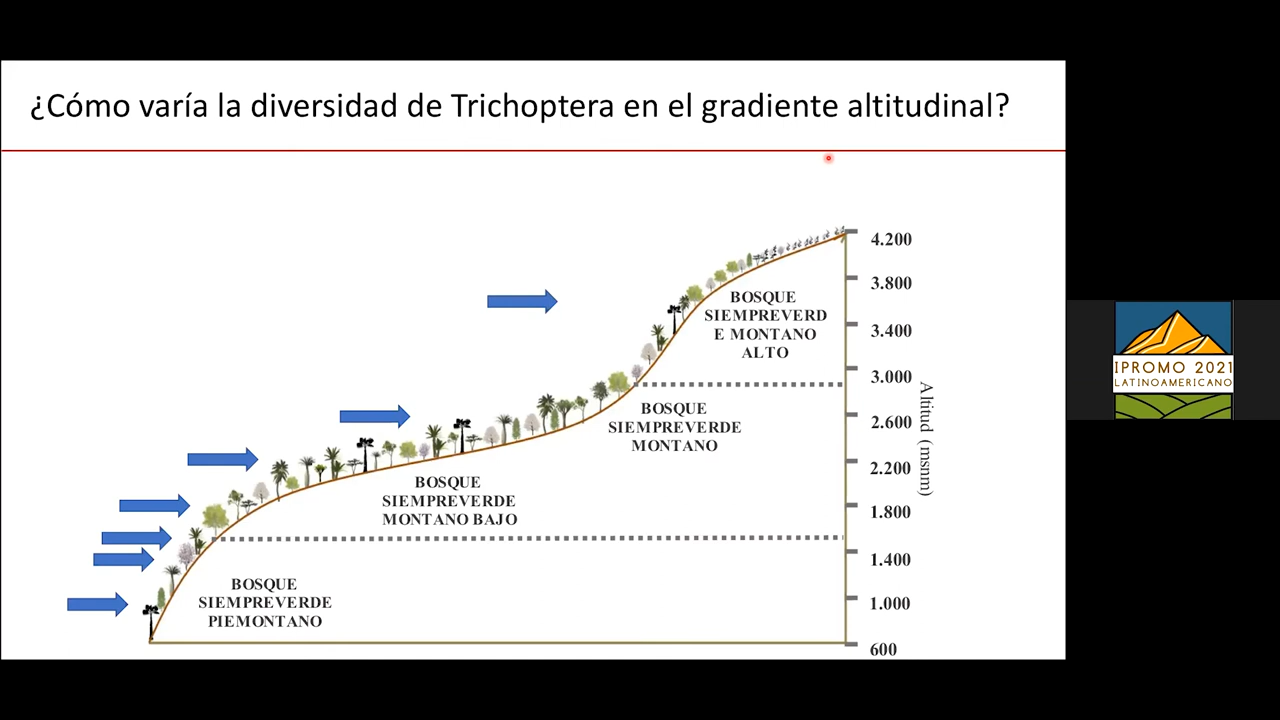 ¿Cómo varía la diversidad de Trichoptera en el gradiente altitudinal?
4.200
3.800
3.400
3.000
2.600
2.200
1.800
1.400
1.000
600
Altitud (msnm)
BOSQUE
SIEMPREVERD
E MONTANO
ALTO
BOSQUE
SIEMPREVERDE
MONTANO
BOSQUE
SIEMPREVERDE
MONTANO BAJO
BOSQUE
SIEMPREVERDE
PIEMONTANO
IPROMO 2021
LATINOAMERICANO